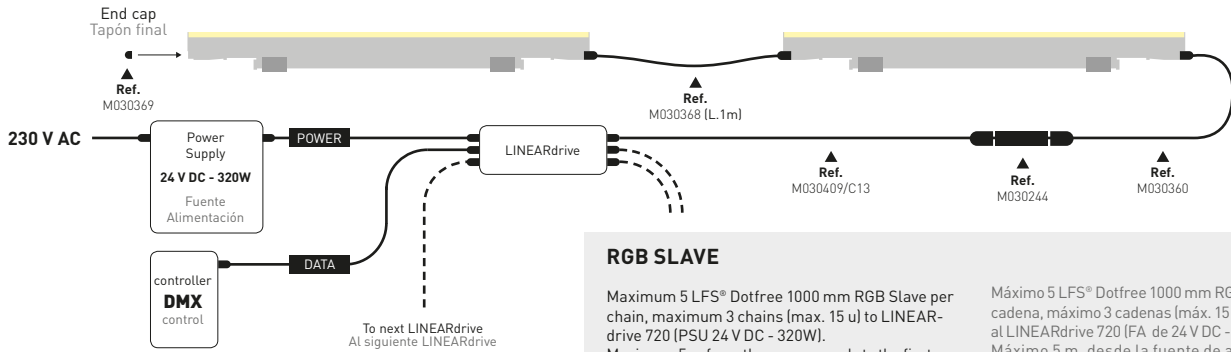 End cap
Tapón final
Ref.
M030369
Ref.
M030368 (L.1m)
230 V AC
Power
Supply
24 V DC - 320W
Fuente
Alimentación
POWER
LINEARdrive
Ref.
M030409/C13
Ref.
M030244
Ref.
M030360
controller
DMX
control
DATA
To next LINEARdrive
Al siguiente LINEARdrive
RGB SLAVE
Maximum 5 LFS® Dotfree 1000 mm RGB Slave per
chain, maximum 3 chains (max. 15 u) to LINEAR-
drive 720 (PSU 24 V DC - 320W).
Máximo 5 LFS® Dotfree 1000 mm RG
cadena, máximo 3 cadenas (máx. 15
al LINEARdrive 720 (FA de 24 V DC -